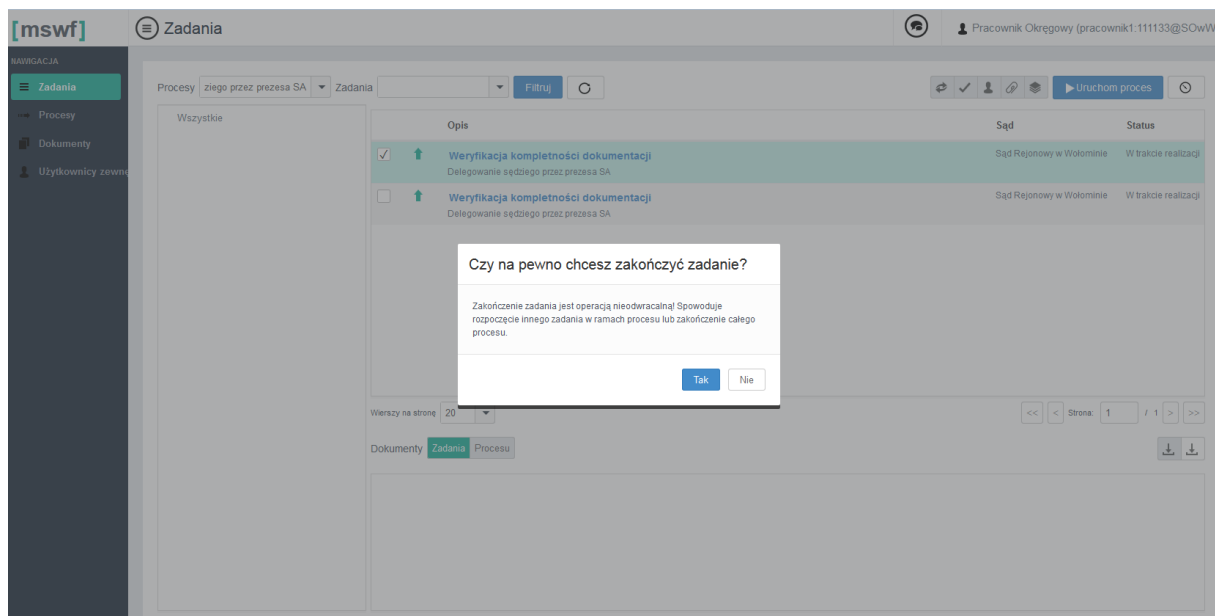 [mswf]
Zadania
Pracownik Okręgowy (pracownik1:111133@SOwW
NAWIGACJA
Zadania
Procesy
Dokumenty
Użytkownicy zewnę
Procesy ziego przez prezesa SA Zadania Filtruj Uruchom proces
Wszystkie
Opis Sąd Status
Weryfikacja kompletności dokumentacji Sąd Rejonowy w Wołominie W trakcie realizacji
Delegowanie sędziego przez prezesa SA
Weryfikacja kompletności dokumentacji Sąd Rejonowy w Wołominie W trakcie realizacji
Delegowanie sędziego przez prezesa SA
Czy na pewno chcesz zakończyć zadanie?
Zakończenie zadania jest operacją nieodwracalną! Spowoduje
rozpoczęcie innego zadania w ramach procesu lub zakończenie całego
procesu.
Tak Nie
Wierszy na stronę 20 << < Strona: 1 / 1 > >>
Dokumenty Zadania Procesu